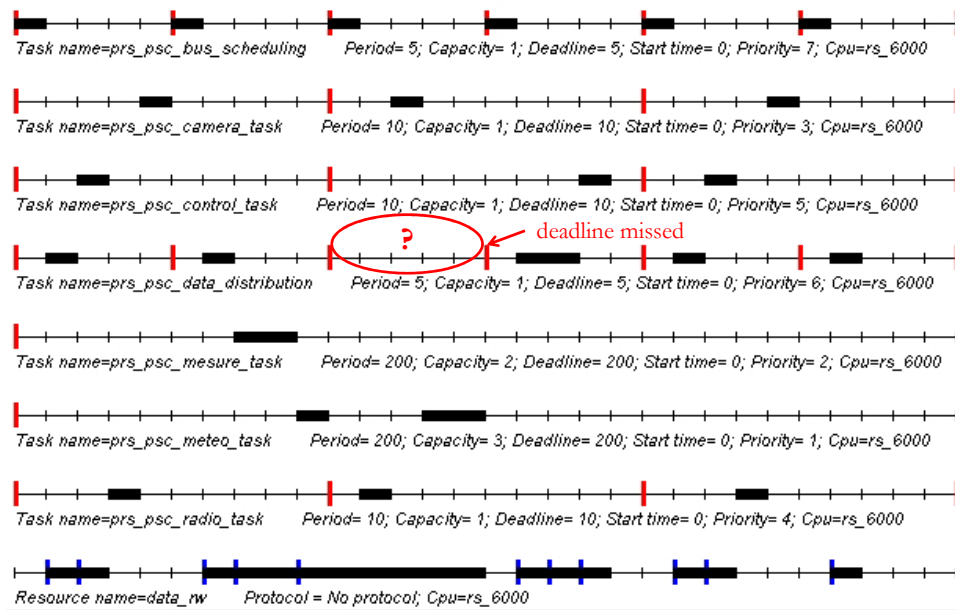 Task name=prs_psc_bus_scheduling Period= 5; Capacity= 1; Deadline= 5; Start time= 0; Priority= 7; Cpu=rs_6000
Task name=prs_psc_camera_task Period= 10; Capacity= 1; Deadline= 10; Start time= 0; Priority= 3; Cpu=rs_6000
Task name=prs_psc_control_task Period= 10; Capacity= 1; Deadline= 10; Start time= 0; Priority= 5; Cpu=rs_6000
? deadline missed
Task name=prs_psc_data_distribution Period= 5; Capacity= 1; Deadline= 5; Start time= 0; Priority= 6; Cpu=rs_6000
Task name=prs_psc_mesure_task Period= 200; Capacity= 2; Deadline= 200; Start time= 0; Priority= 2; Cpu=rs_6000
Task name=prs_psc_meteo_task Period= 200; Capacity= 3; Deadline= 200; Start time= 0; Priority= 1; Cpu=rs_6000
Task name=prs_psc_radio_task Period= 10; Capacity= 1; Deadline= 10; Start time= 0; Priority= 4; Cpu=rs_6000
Resource name=data_rw Protocol = No protocol; Cpu=rs_6000